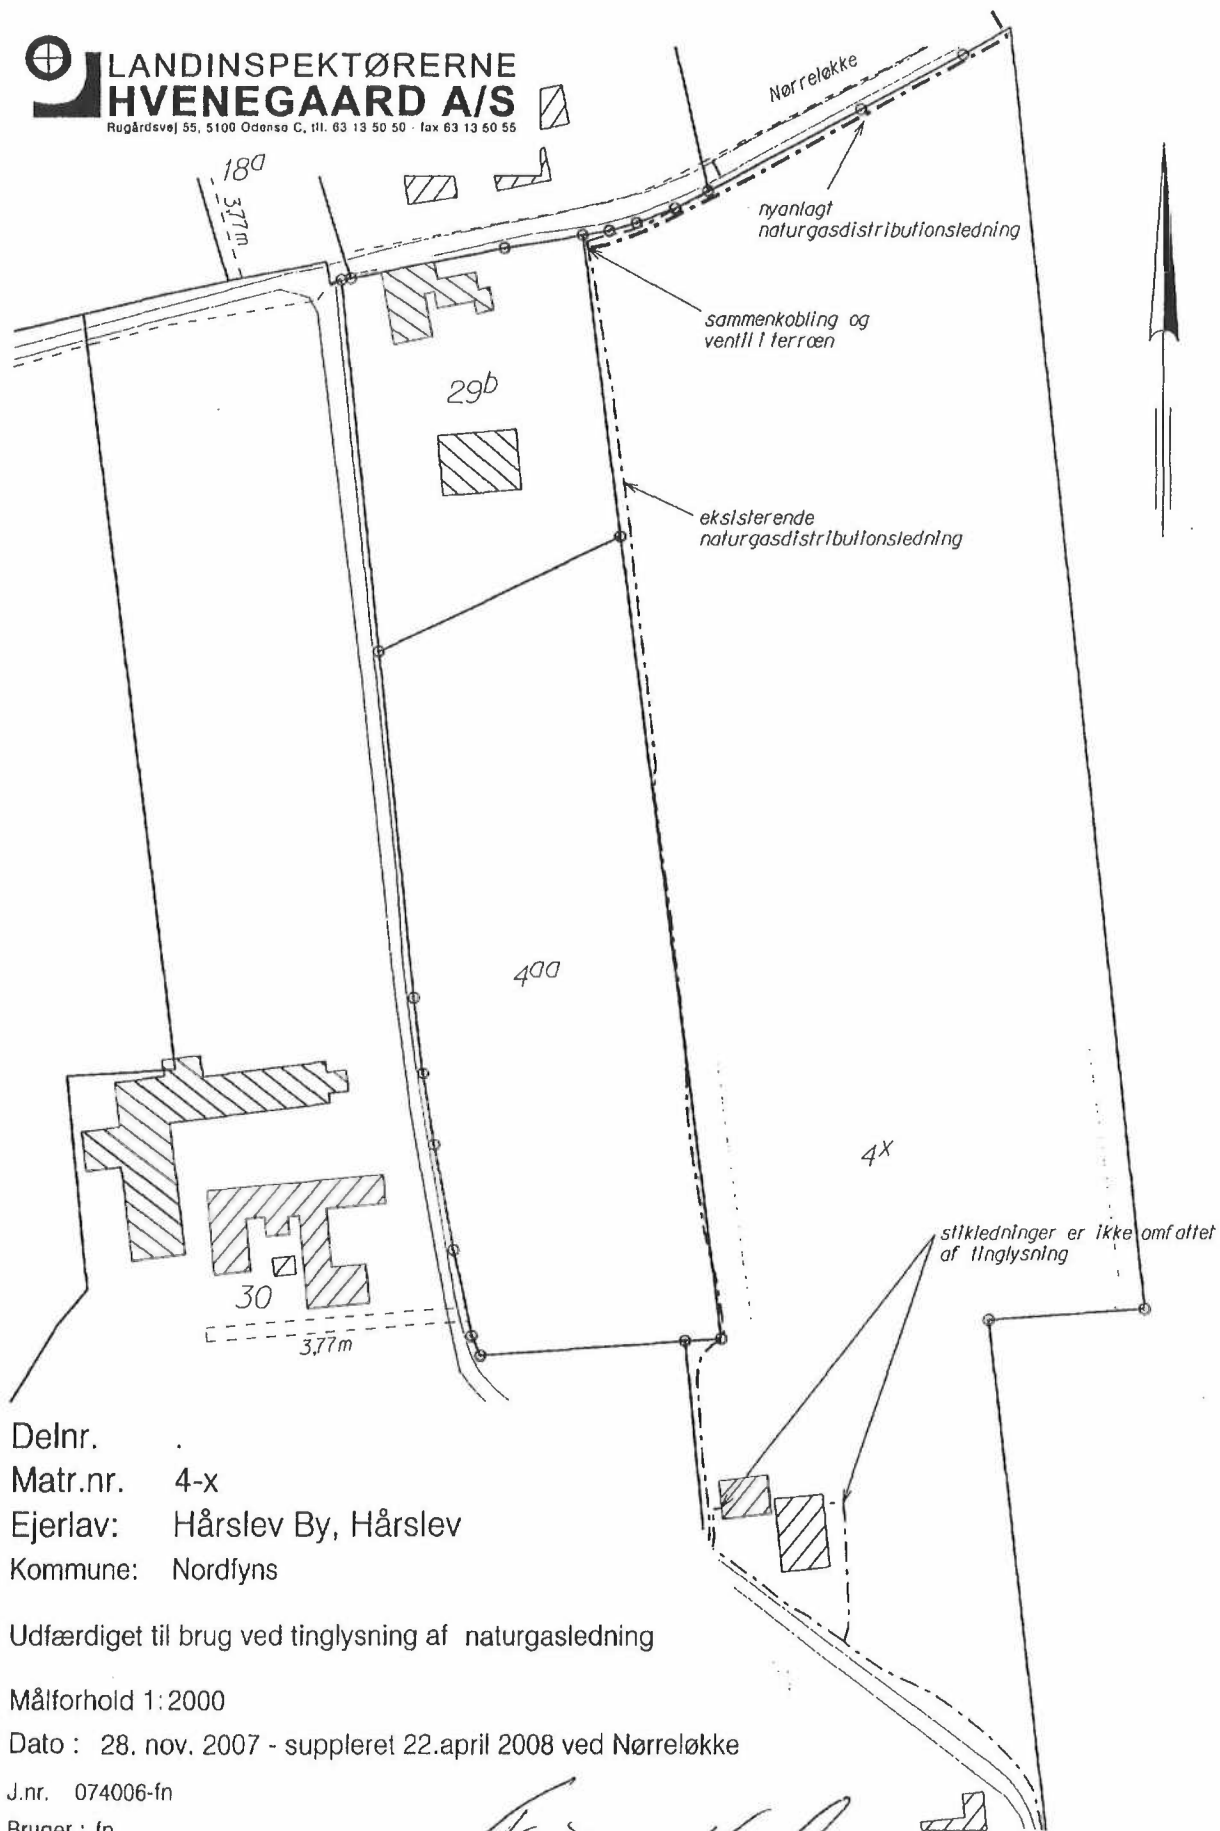 LANDINSPEKTØRERNE
HVENEGAARD A/S
Rugårdsvej 55, 5100 Odense C, tlf. 63 13 50 50 - fax 63 13 50 55
Nørreløkke
18a
3,77m
nyanlagt
naturgasdistributionsledning
sammenkobling og
ventil i terræn
29b
eksisterende
naturgasdistributionsledning
4aa
4x
stikledninger er ikke omfattet
af tinglysning
30
3,77m
Delnr. .
Matr.nr. 4-x
Ejerlav: Hårslev By, Hårslev
Kommune: Nordfyns
Udfærdiget til brug ved tinglysning af naturgasledning
Målforhold 1:2000
Dato : 28. nov. 2007 - suppleret 22.april 2008 ved Nørreløkke
J.nr. 074006-fn
Bruger : fn